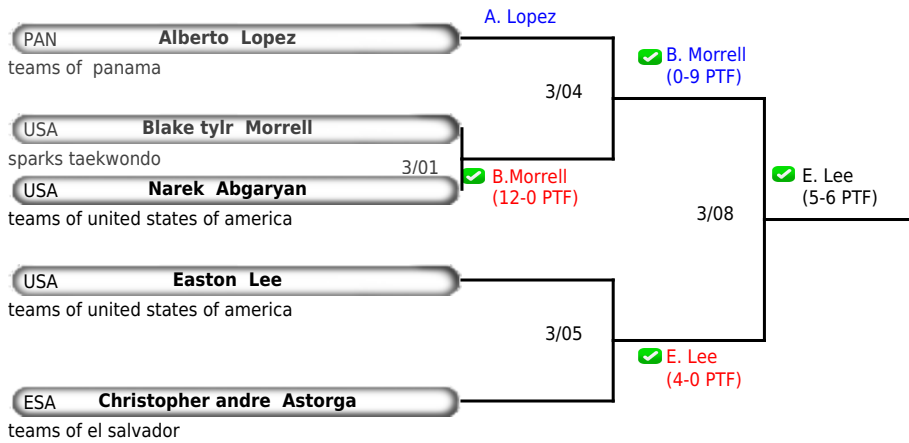 A. Lopez
PAN Alberto Lopez
teams of panama
B. Morrell
(0-9 PTF)
3/04
USA Blake tylr Morrell
sparks taekwondo
3/01
B.Morrell
(12-0 PTF)
USA Narek Abgaryan
teams of united states of america
E. Lee
(5-6 PTF)
3/08
USA Easton Lee
teams of united states of america
3/05
E. Lee
(4-0 PTF)
ESA Christopher andre Astorga
teams of el salvador